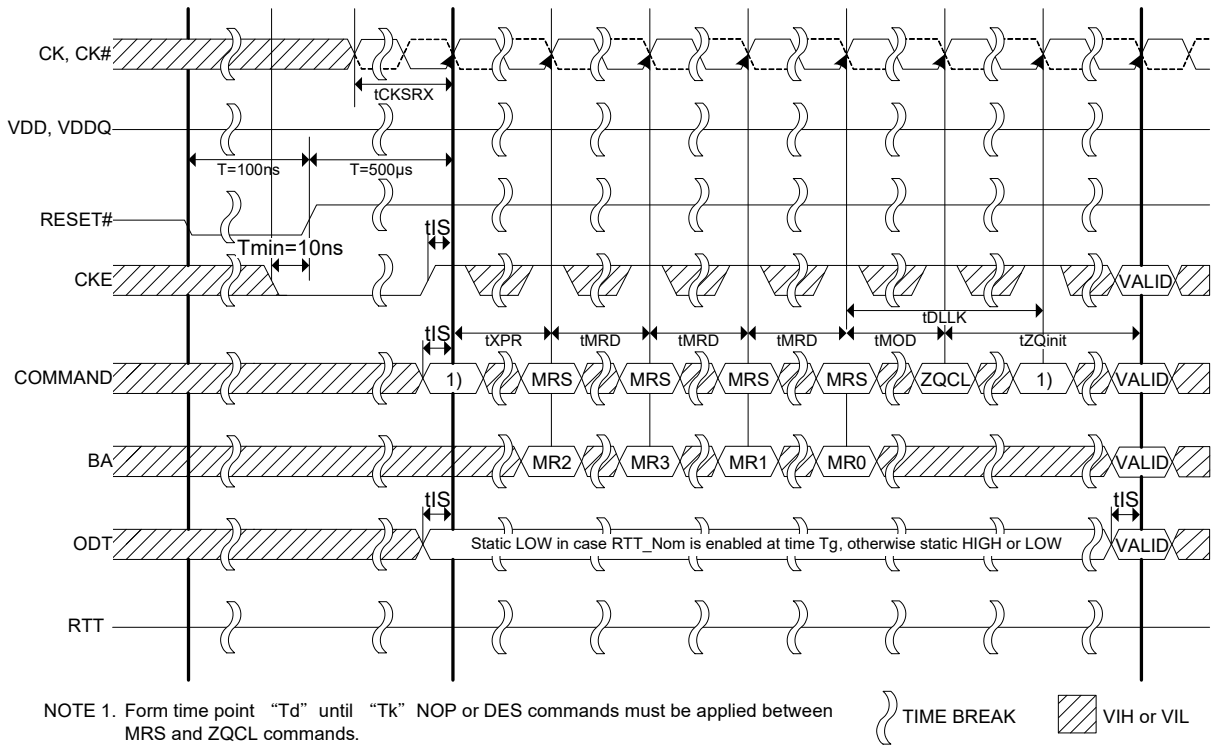 CK, CK#
tCKSRX
VDD, VDDQ
T=100ns
T=500μs
RESET#
tIS
Tmin=10ns
CKE
VALID
tDLLK
tIS
tXPR
tMRD
tMRD
tMRD
tMOD
tZQinit
COMMAND
1)
MRS
MRS
MRS
MRS
ZQCL
1)
VALID
BA
MR2
MR3
MR1
MR0
VALID
tIS
tIS
ODT
Static LOW in case RTT_Nom is enabled at time Tg, otherwise static HIGH or LOW
VALID
RTT
NOTE 1. Form time point “Td” until “Tk” NOP or DES commands must be applied between
MRS and ZQCL commands.
TIME BREAK
VIH or VIL